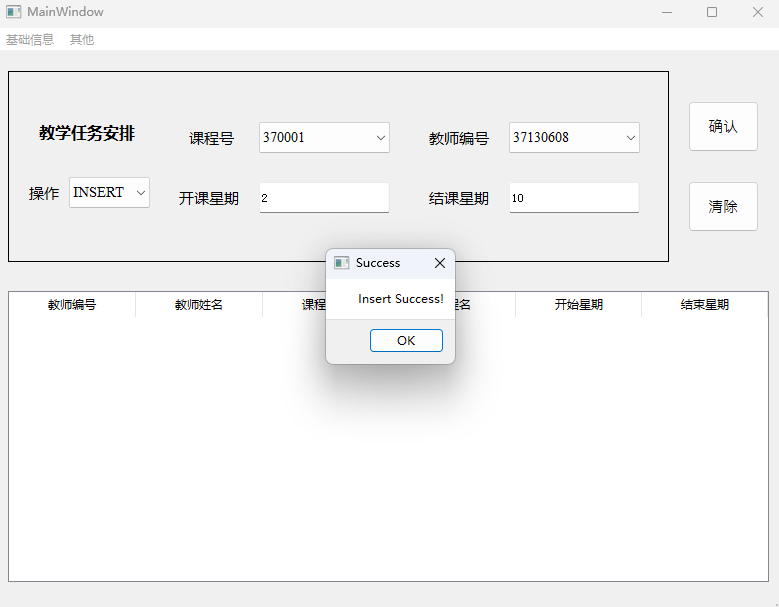 MainWindow
基础信息 其他
教学任务安排 课程号 370001 教师编号 37130608 确认
操作 INSERT 开课星期 2 结课星期 10 清除
Success
Insert Success!
OK
教师编号 教师姓名 课程 名 开始星期 结束星期